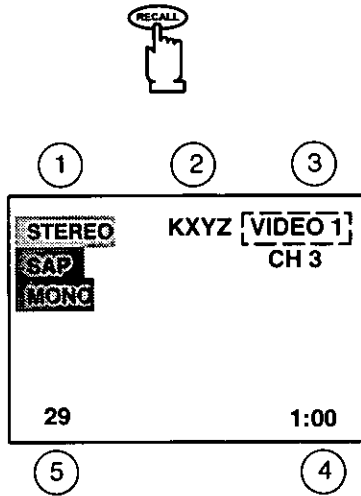 RECALL
1 2 3
STEREO KXYZ VIDEO 1
SAP CH 3
MONO
29 1:00
5 4